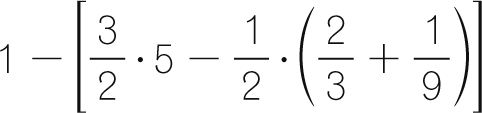 1 − [3/2 · 5 − 1/2 · (2/3 + 1/9)]